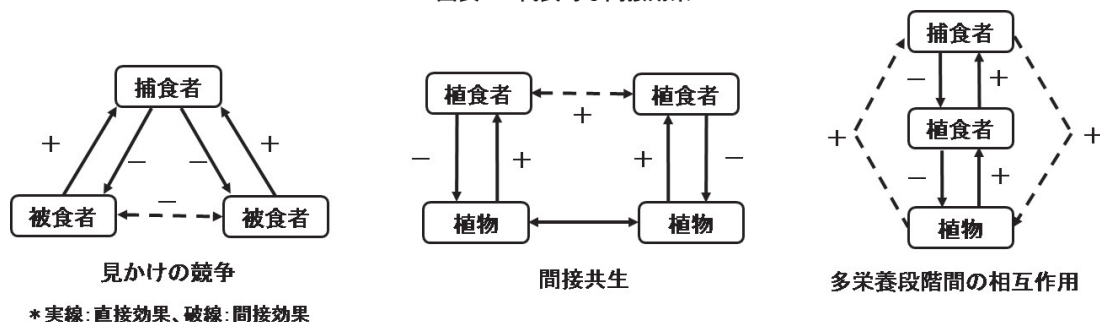 捕食者
+
-
-
+
-
被食者
被食者
見かけの競争
*実線:直接効果、破線:間接効果
植食者
植食者
+
-
+
+
-
植物
植物
間接共生
捕食者
-
+
植食者
+
+
-
+
植物
多栄養段階間の相互作用